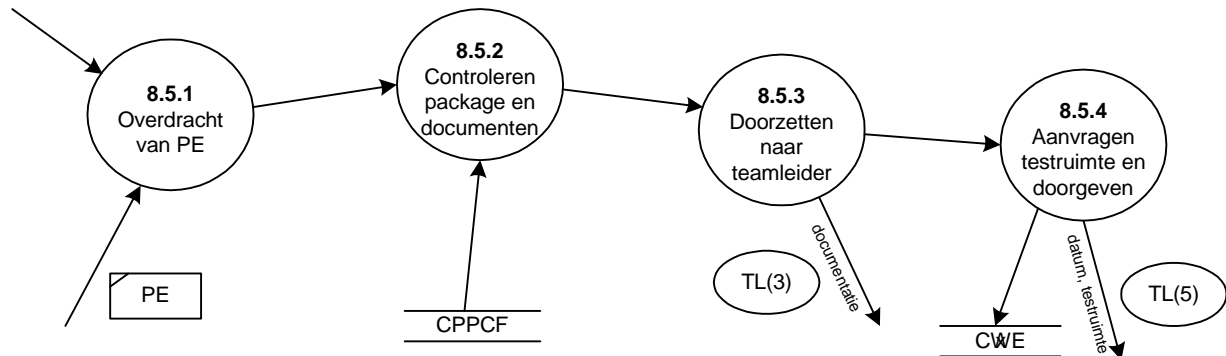 8.5.1
Overdracht
van PE
8.5.2
Controleren
package en
documenten
8.5.3
Doorzetten
naar
teamleider
8.5.4
Aanvragen
testruimte en
doorgeven
PE
CPPCF
TL(3)
documentatie
datum, testruimte
TL(5)